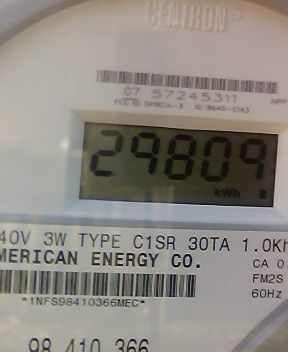 CENTRON®
07 57245311
29809
kWh
40V 3W TYPE C1SR 30TA 1.0Kh
MERICAN ENERGY CO.
CA 0.
FM2S
60Hz
*1NFS98410366MEC*
98 410 366